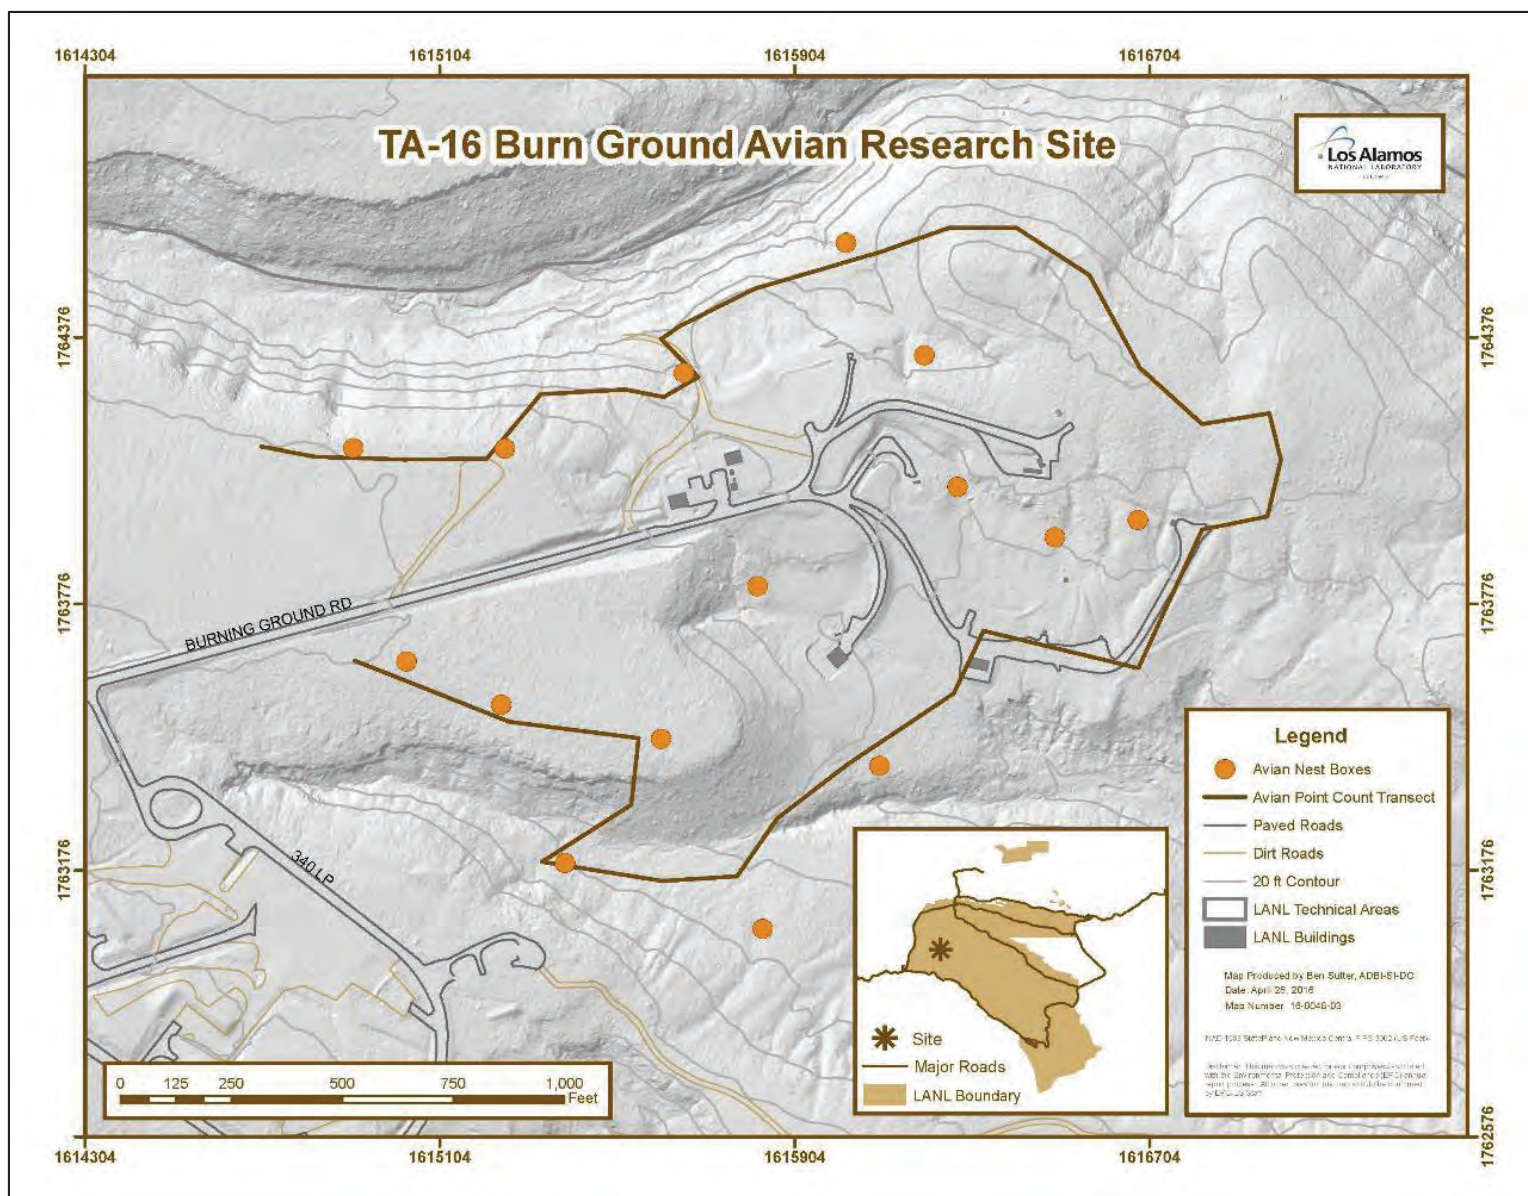 1614304 1615104 1615904 1616704
TA-16 Burn Ground Avian Research Site
Los Alamos
NATIONAL LABORATORY
1764376 1764376
BURNING GROUND RD
1763776 1763776
340 LP
1763176 1763176
Legend
Avian Nest Boxes
Avian Point Count Transect
Paved Roads
Dirt Roads
20 ft Contour
LANL Technical Areas
LANL Buildings
Map Produced by Ben Sutter, ADBI-SI-DO
Date: April 26, 2016
Map Number: 16-0046-03
Site
Major Roads
LANL Boundary
0 125 250 500 750 1,000
Feet
1762576
1614304 1615104 1615904 1616704